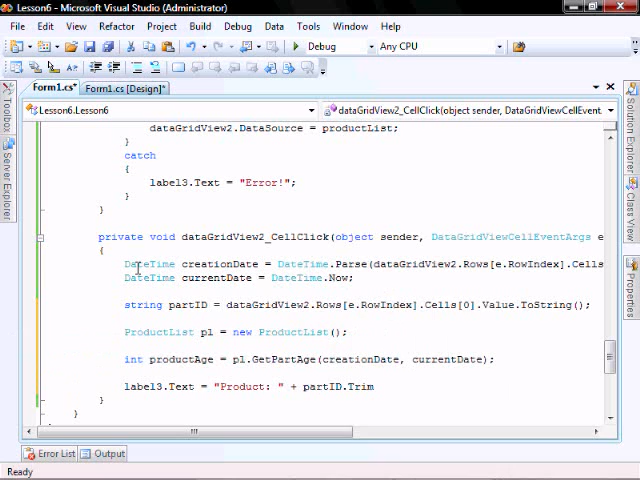 Lesson6 - Microsoft Visual Studio (Administrator)
File Edit View Refactor Project Build Debug Data Tools Test Window Help
Debug Any CPU
Form1.cs* Form1.cs [Design]*
Lesson6.Lesson6 dataGridView2_CellClick(object sender, DataGridViewCellEvent.
Toolbox
Server Explorer
Solution Explorer
Class View
Properties
dataGridView2.DataSource = productList;
}
catch
{
label3.Text = "Error!";
}
}
private void dataGridView2_CellClick(object sender, DataGridViewCellEventArgs e
{
DateTime creationDate = DateTime.Parse(dataGridView2.Rows[e.RowIndex].Cells
DateTime currentDate = DateTime.Now;
string partID = dataGridView2.Rows[e.RowIndex].Cells[0].Value.ToString();
ProductList pl = new ProductList();
int productAge = pl.GetPartAge(creationDate, currentDate);
label3.Text = "Product: " + partID.Trim
}
}
Error List Output
Ready